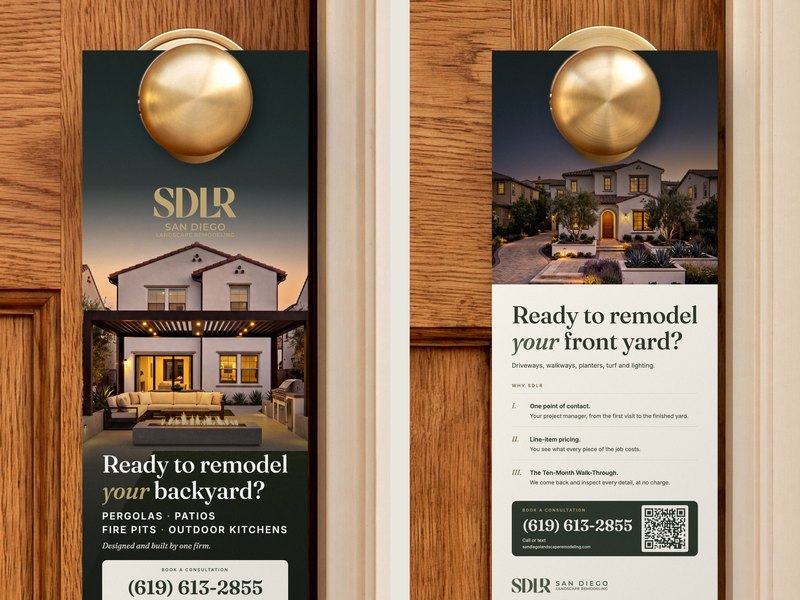 SDLR
SAN DIEGO
LANDSCAPE REMODELING
Ready to remodel
your backyard?
PERGOLAS · PATIOS
FIRE PITS · OUTDOOR KITCHENS
Designed and built by one firm.
BOOK A CONSULTATION
(619) 613-2855
Ready to remodel
your front yard?
Driveways, walkways, planters, turf and lighting.
WHY SDLR
I. One point of contact.
Your project manager, from the first visit to the finished yard.
II. Line-item pricing.
You see what every piece of the job costs.
III. The Ten-Month Walk-Through.
We come back and inspect every detail, at no charge.
BOOK A CONSULTATION
(619) 613-2855
Call or text
sandiegolandscaperemodeling.com
SDLR SAN DIEGO
LANDSCAPE REMODELING